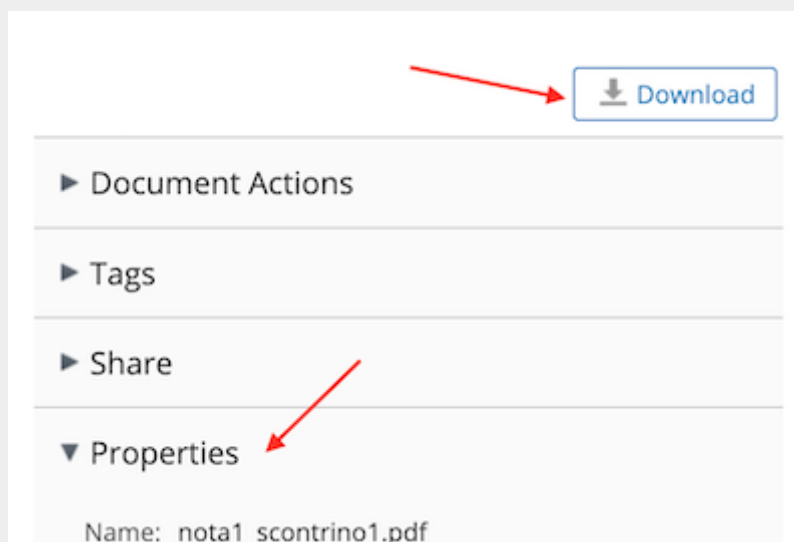 Download
Document Actions
Tags
Share
Properties
Name: nota1_scontrino1.pdf